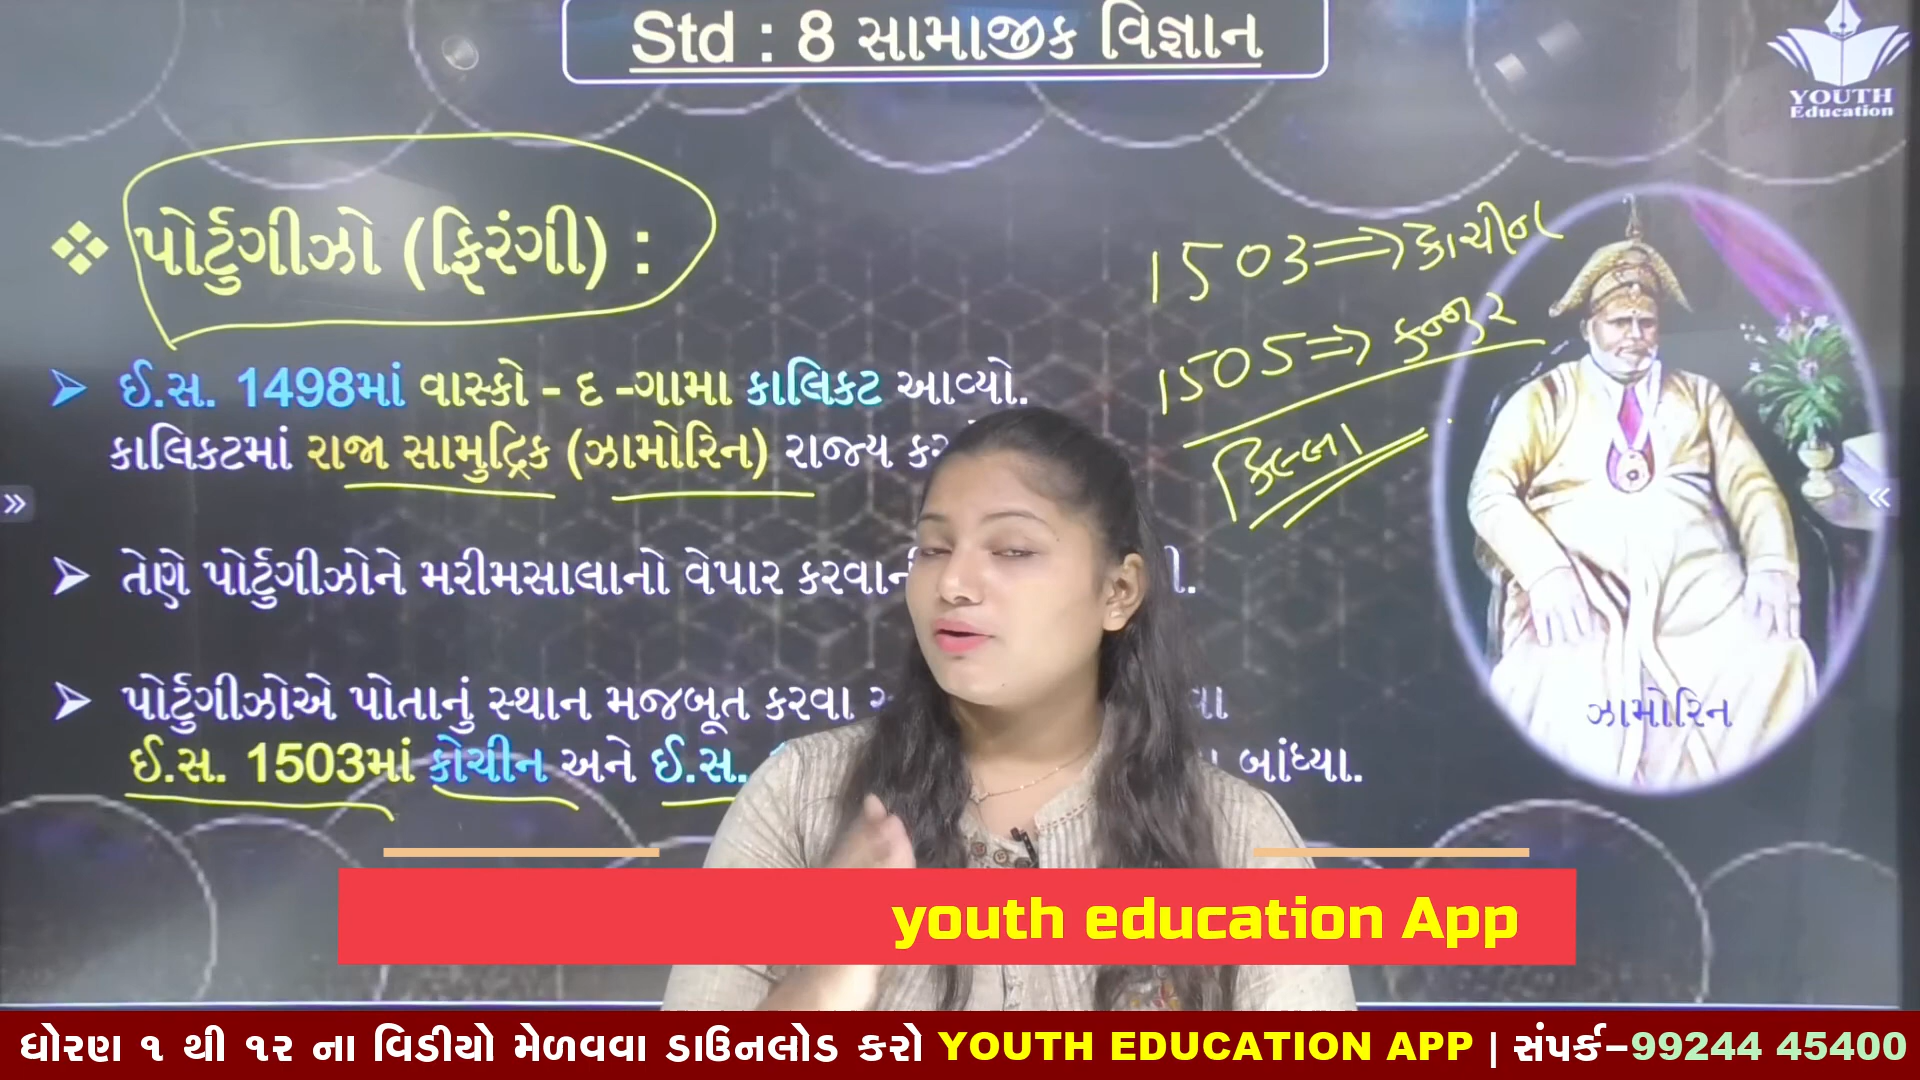 Std : 8 સામાજીક વિજ્ઞાન
YOUTH
Education
પોર્ટુગીઝો (ફિરંગી) :
1503 => કોચીન
1505 => કન્નુર
કિલ્લા
ઈ.સ. 1498માં વાસ્કો - દ -ગામા કાલિકટ આવ્યો.
કાલિકટમાં રાજા સામુટ્રિક (ઝામોરિન) રાજ્ય
તેણે પોર્ટુગીઝોને મરીમસાલાનો વેપાર
પોર્ટુગીઝોએ પોતાનું સ્થાન મજબૂત કરવા
ઈ.સ. 1503માં કોચીન અને ઈ.સ. બાંધ્યા.
ઝામોરિન
youth education App
ધોરણ ૧ થી ૧૨ ના વિડીયો મેળવવા ડાઉનલોડ કરો YOUTH EDUCATION APP | સંપર્ક-99244 45400